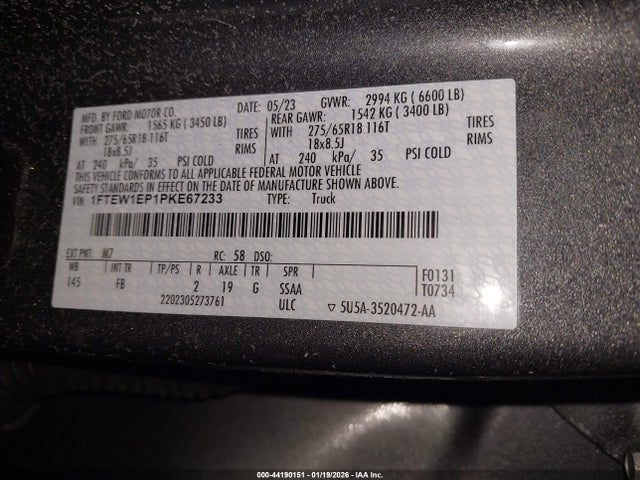 MFD. BY FORD MOTOR CO. DATE: 05/23 GVWR: 2994 KG ( 6600 LB)
FRONT GAWR: 1565 KG ( 3450 LB) REAR GAWR: 1542 KG ( 3400 LB)
WITH 275/65R18 116T TIRES WITH 275/65R18 116T TIRES
18x8.5J RIMS 18x8.5J RIMS
AT 240 kPa/ 35 PSI COLD AT 240 kPa/ 35 PSI COLD
THIS VEHICLE CONFORMS TO ALL APPLICABLE FEDERAL MOTOR VEHICLE
SAFETY STANDARDS IN EFFECT ON THE DATE OF MANUFACTURE SHOWN ABOVE.
VIN: 1FTEW1EP1PKE67233 TYPE: Truck
EXT PNT: M7 RC: 58 DSO:
WB INT TR TP/PS R AXLE TR SPR F0131
145 FB 2 19 G SSAA T0734
2202305273761 ULC ▽ 5U5A-3520472-AA
000-44190151 | 01/19/2026 | IAA Inc.